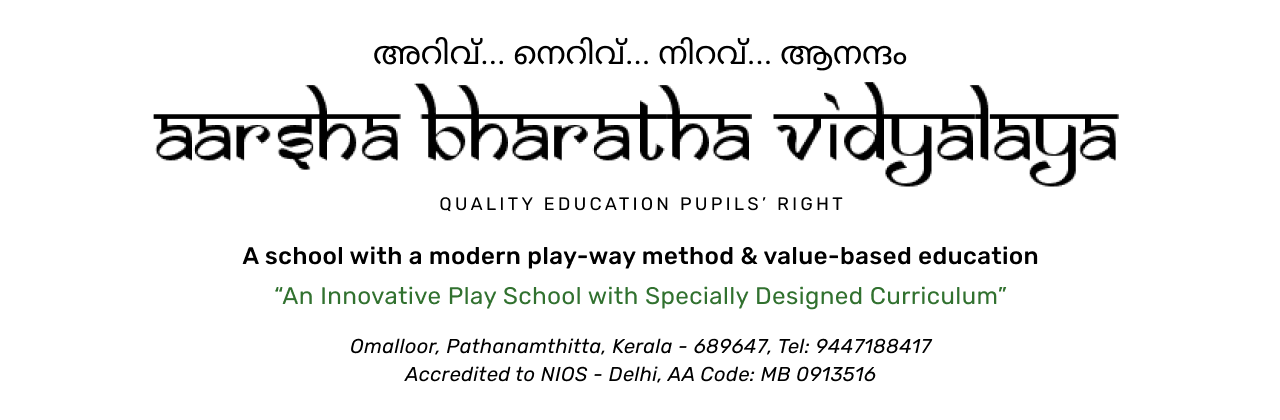 അറിവ്... നെറിവ്... നിറവ്... ആനന്ദം
aarsha bharatha vidyalaya
QUALITY EDUCATION PUPILS’ RIGHT
A school with a modern play-way method & value-based education
“An Innovative Play School with Specially Designed Curriculum”
Omalloor, Pathanamthitta, Kerala - 689647, Tel: 9447188417
Accredited to NIOS - Delhi, AA Code: MB 0913516